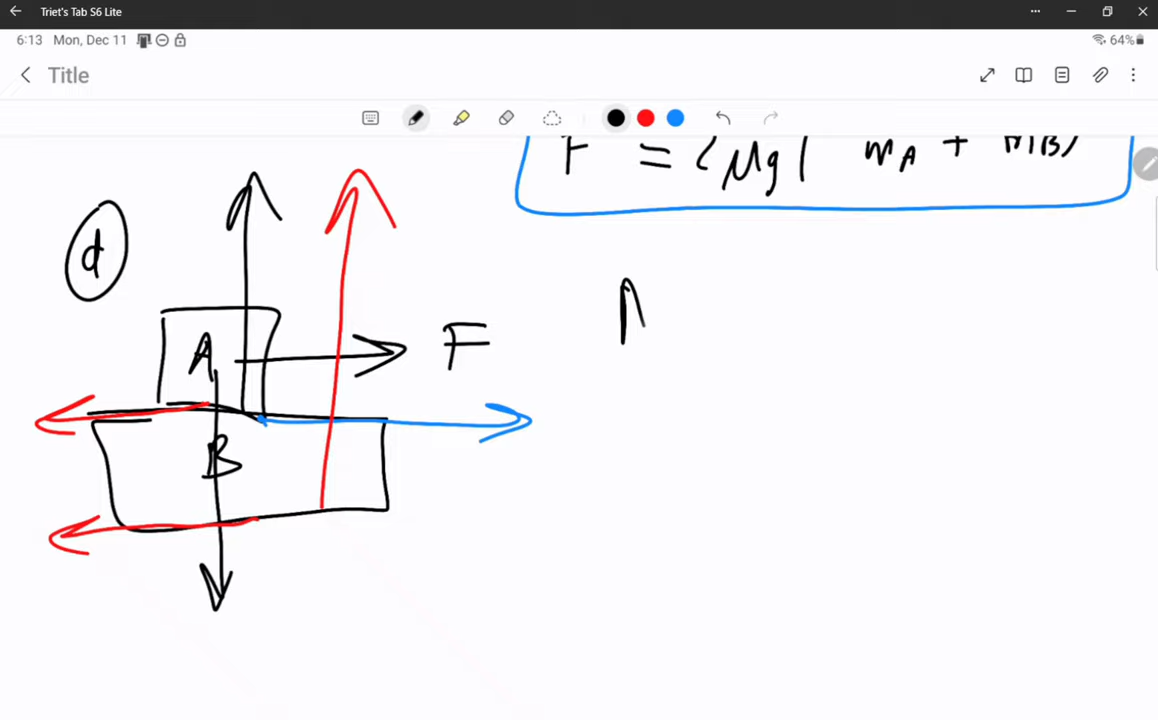 Triet's Tab S6 Lite
6:13 Mon, Dec 11 64%
Title
F = 2μg( mA + mB)
d
A
F
B